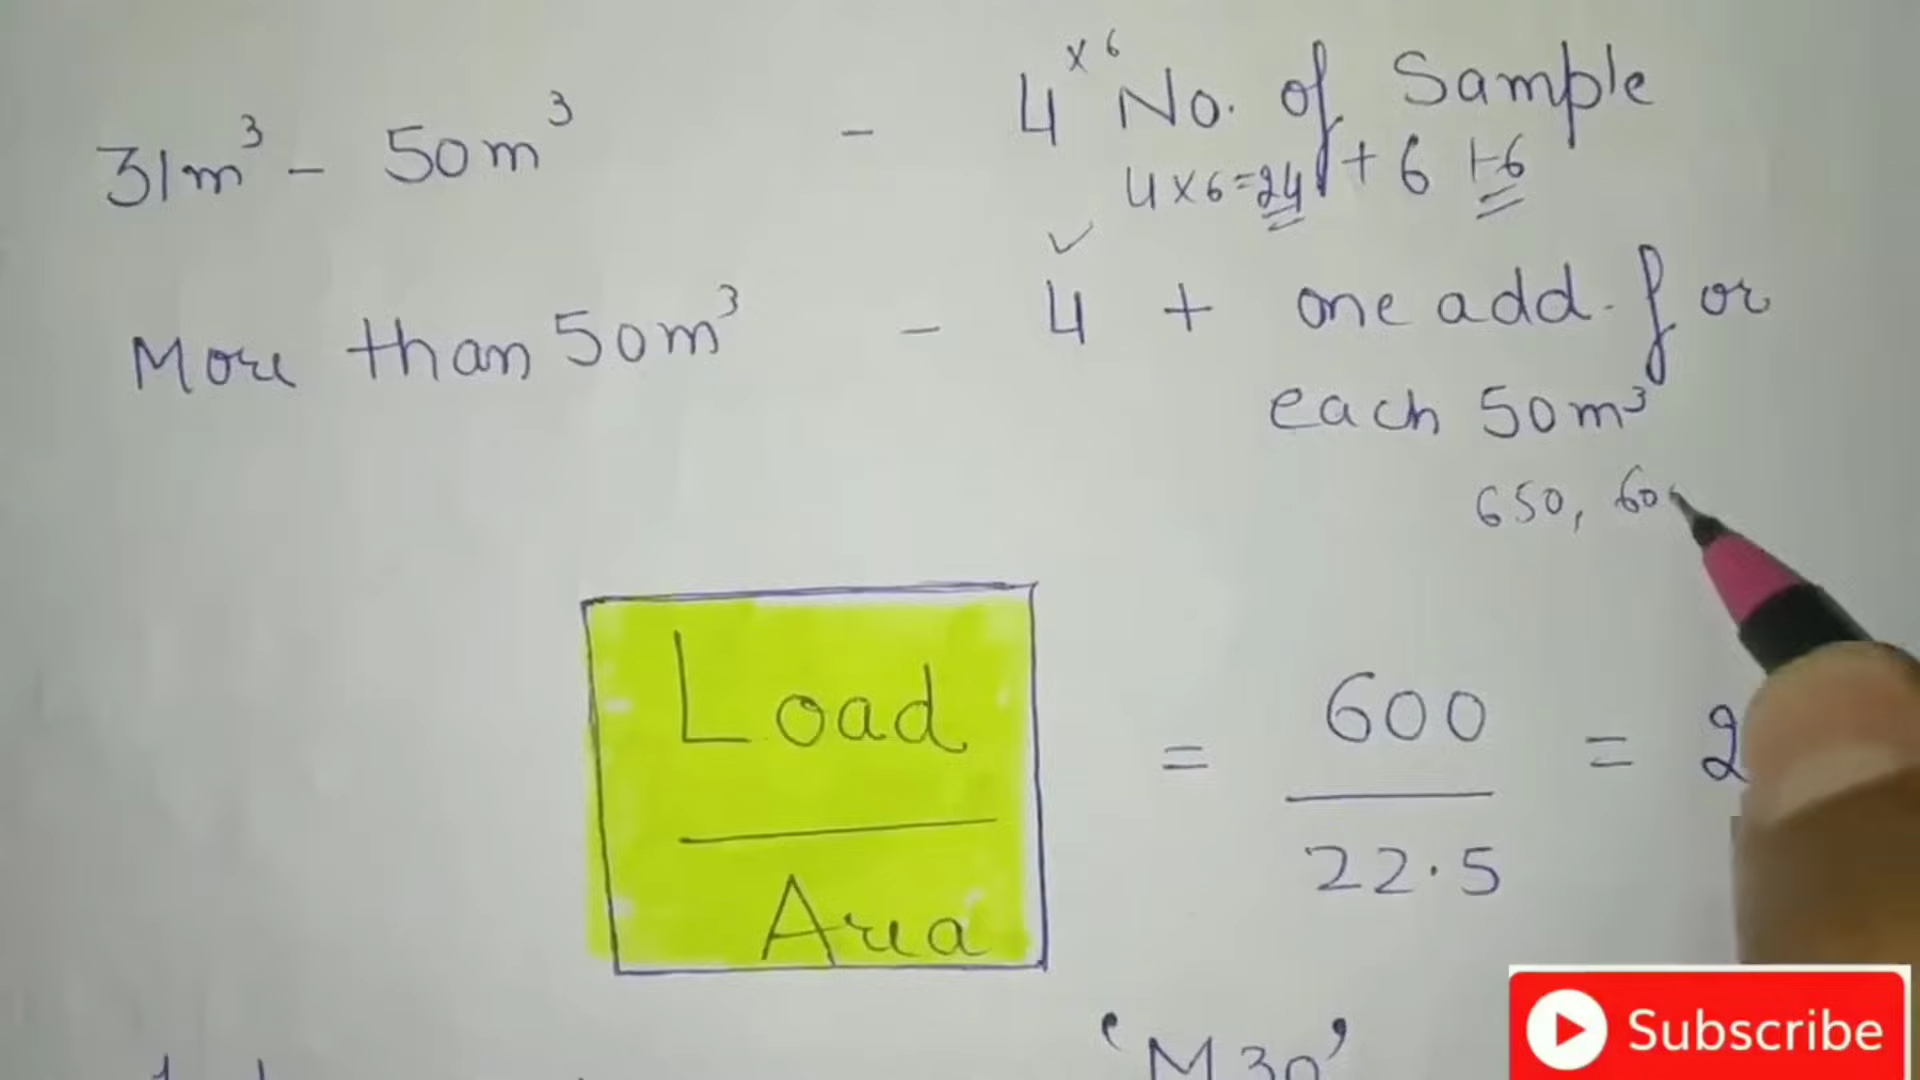 31m³ - 50m³ - 4 × 6 No. of Sample
4×6=24 + 6 + 6
✓
More than 50m³ - 4 + one add. for
each 50m³
650, 60
Load
Area
= 600
22.5
= 2
'M30'
Subscribe